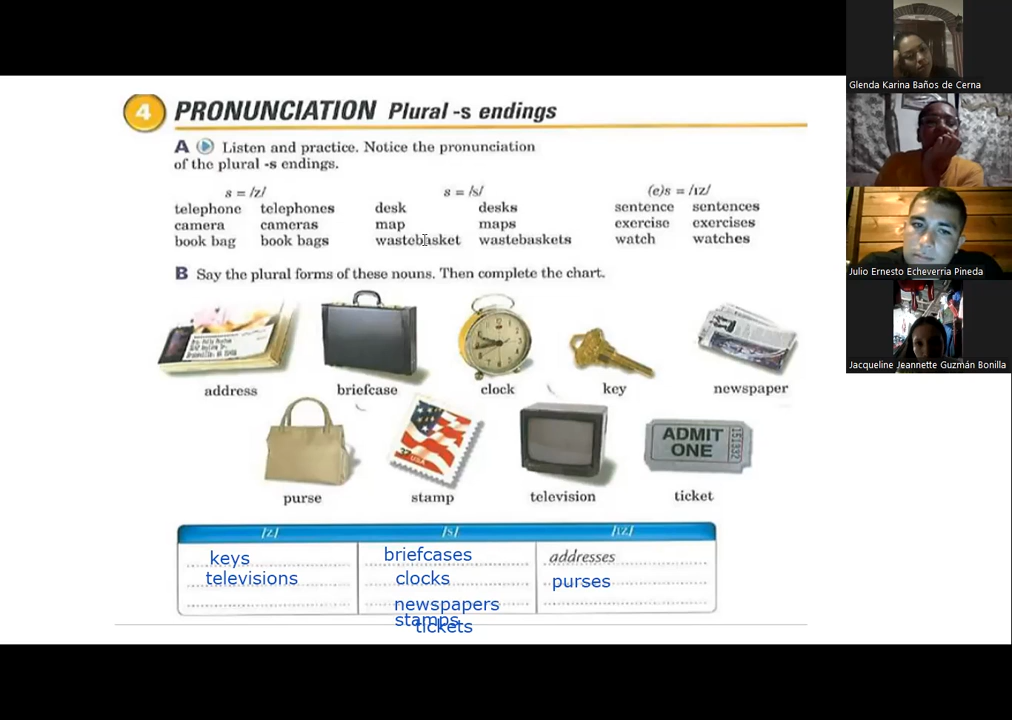 4 PRONUNCIATION Plural -s endings
A Listen and practice. Notice the pronunciation
of the plural -s endings.
s = /z/ s = /s/ (e)s = /ɪz/
telephone telephones desk desks sentence sentences
camera cameras map maps exercise exercises
book bag book bags wastebasket wastebaskets watch watches
B Say the plural forms of these nouns. Then complete the chart.
address briefcase clock key newspaper
USA
ADMIT
ONE
151932
purse stamp television ticket
/z/ /s/ /ɪz/
keys briefcases addresses
televisions clocks purses
newspapers
stamps
tickets
Glenda Karina Baños de Cerna
Julio Ernesto Echeverria Pineda
Jacqueline Jeannette Guzmán Bonilla